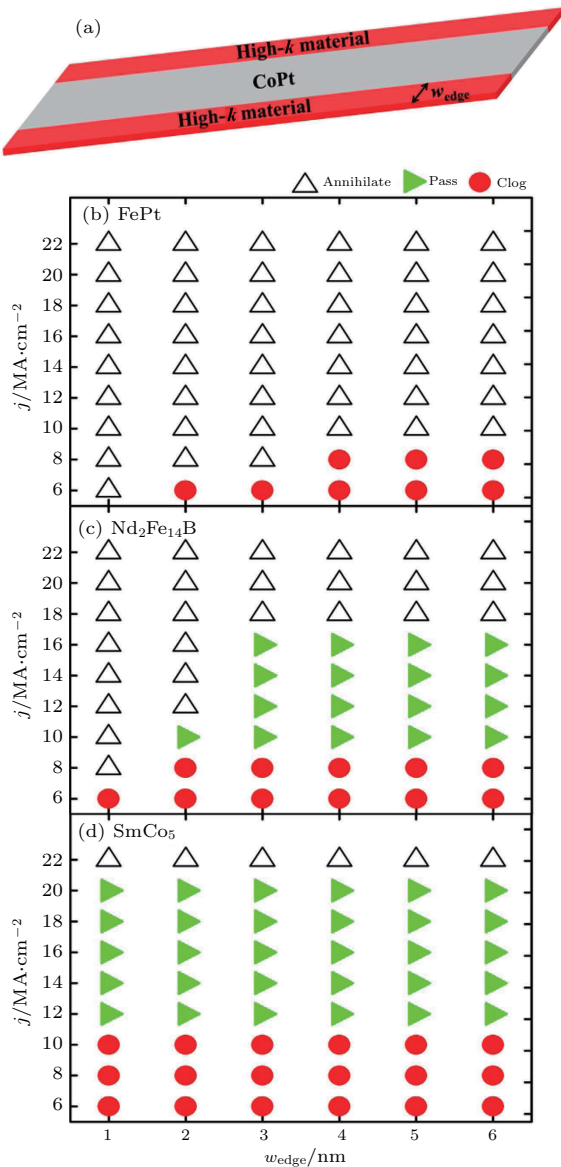 (a)
High-k material
CoPt
High-k material
w_edge
Annihilate Pass Clog
(b) FePt
22
20
18
16
14
12
10
8
6
j/MA·cm⁻²
(c) Nd₂Fe₁₄B
22
20
18
16
14
12
10
8
6
j/MA·cm⁻²
(d) SmCo₅
22
20
18
16
14
12
10
8
6
j/MA·cm⁻²
1 2 3 4 5 6
w_edge/nm